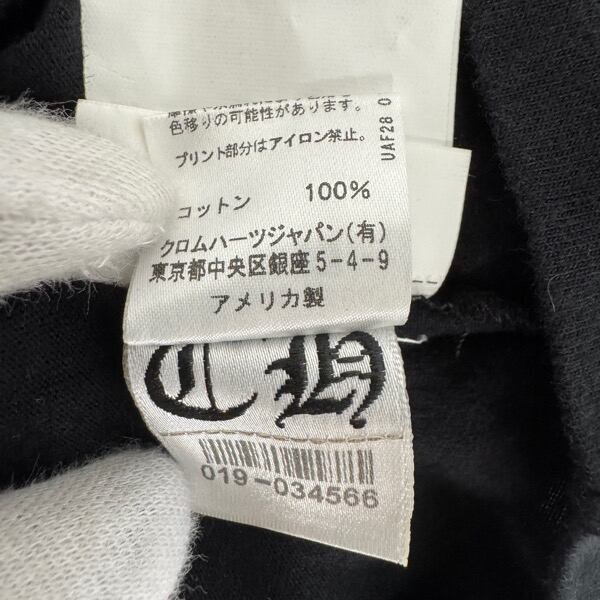 色移りの可能性があります。
プリント部分はアイロン禁止。
コットン 100%
クロムハーツジャパン(有)
東京都中央区銀座5-4-9
アメリカ製
UAF28 0
CH
019-034566